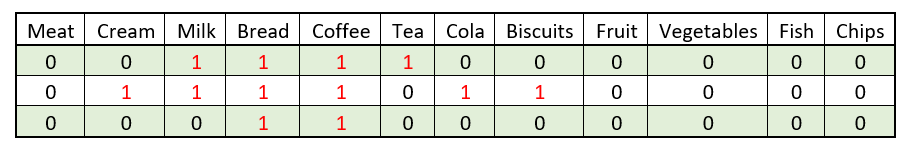 Meat Cream Milk Bread Coffee Tea Cola Biscuits Fruit Vegetables Fish Chips
0 0 1 1 1 1 0 0 0 0 0 0
0 1 1 1 1 0 1 1 0 0 0 0
0 0 0 1 1 0 0 0 0 0 0 0